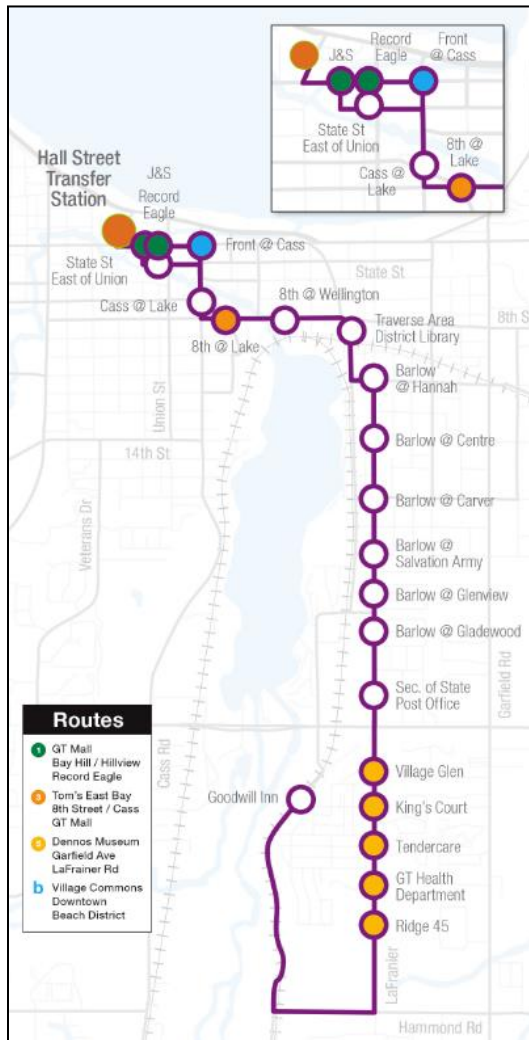 J&S
Record
Eagle
Front
@ Cass
State St
East of Union
Cass @
Lake
8th @
Lake
Hall Street
Transfer
Station
J&S
Record
Eagle
Front @ Cass
State St
East of Union
State St
Cass @ Lake
8th @ Wellington
8th @ Lake
Traverse Area
District Library
8th S
Union St
Barlow
@ Hannah
14th St
Barlow @ Centre
Barlow @ Carver
Veterans Dr
Barlow @
Salvation Army
Barlow @ Glenview
Barlow @ Gladewood
Garfield Rd
Sec. of State
Post Office
Cass Rd
Routes
1 GT Mall
Bay Hill / Hillview
Record Eagle
3 Tom's East Bay
8th Street / Cass
GT Mall
5 Dennos Museum
Garfield Ave
LaFrainer Rd
b Village Commons
Downtown
Beach District
Village Glen
Goodwill Inn
King's Court
Tendercare
GT Health
Department
Ridge 45
LaFranier
Hammond Rd